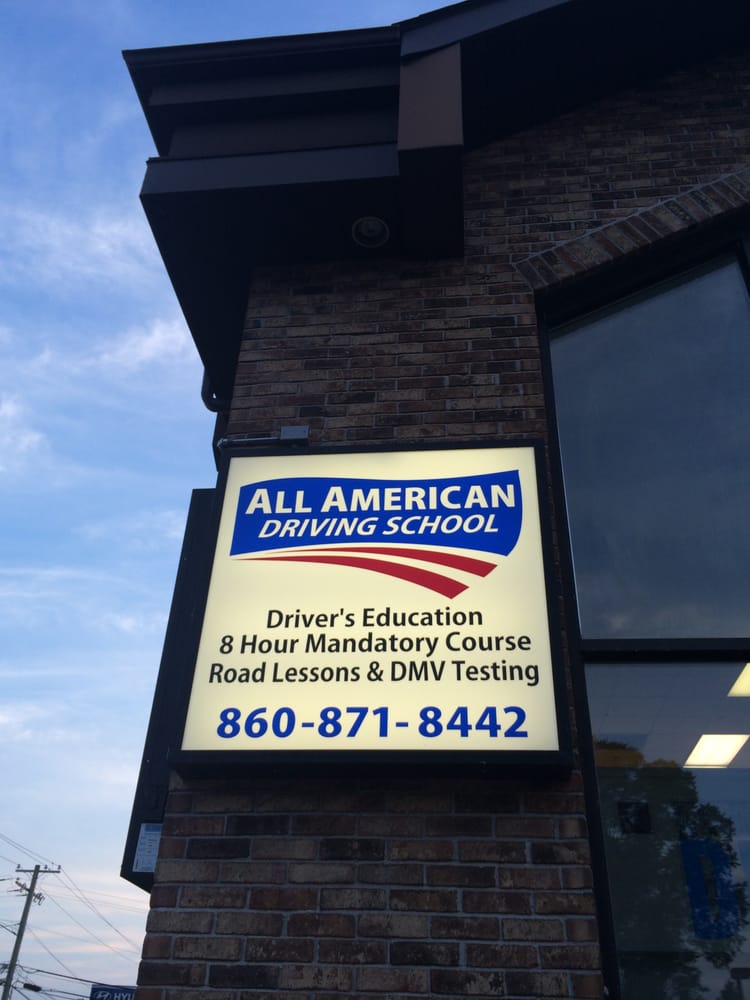 ALL AMERICAN
DRIVING SCHOOL
Driver's Education
8 Hour Mandatory Course
Road Lessons & DMV Testing
860-871-8442